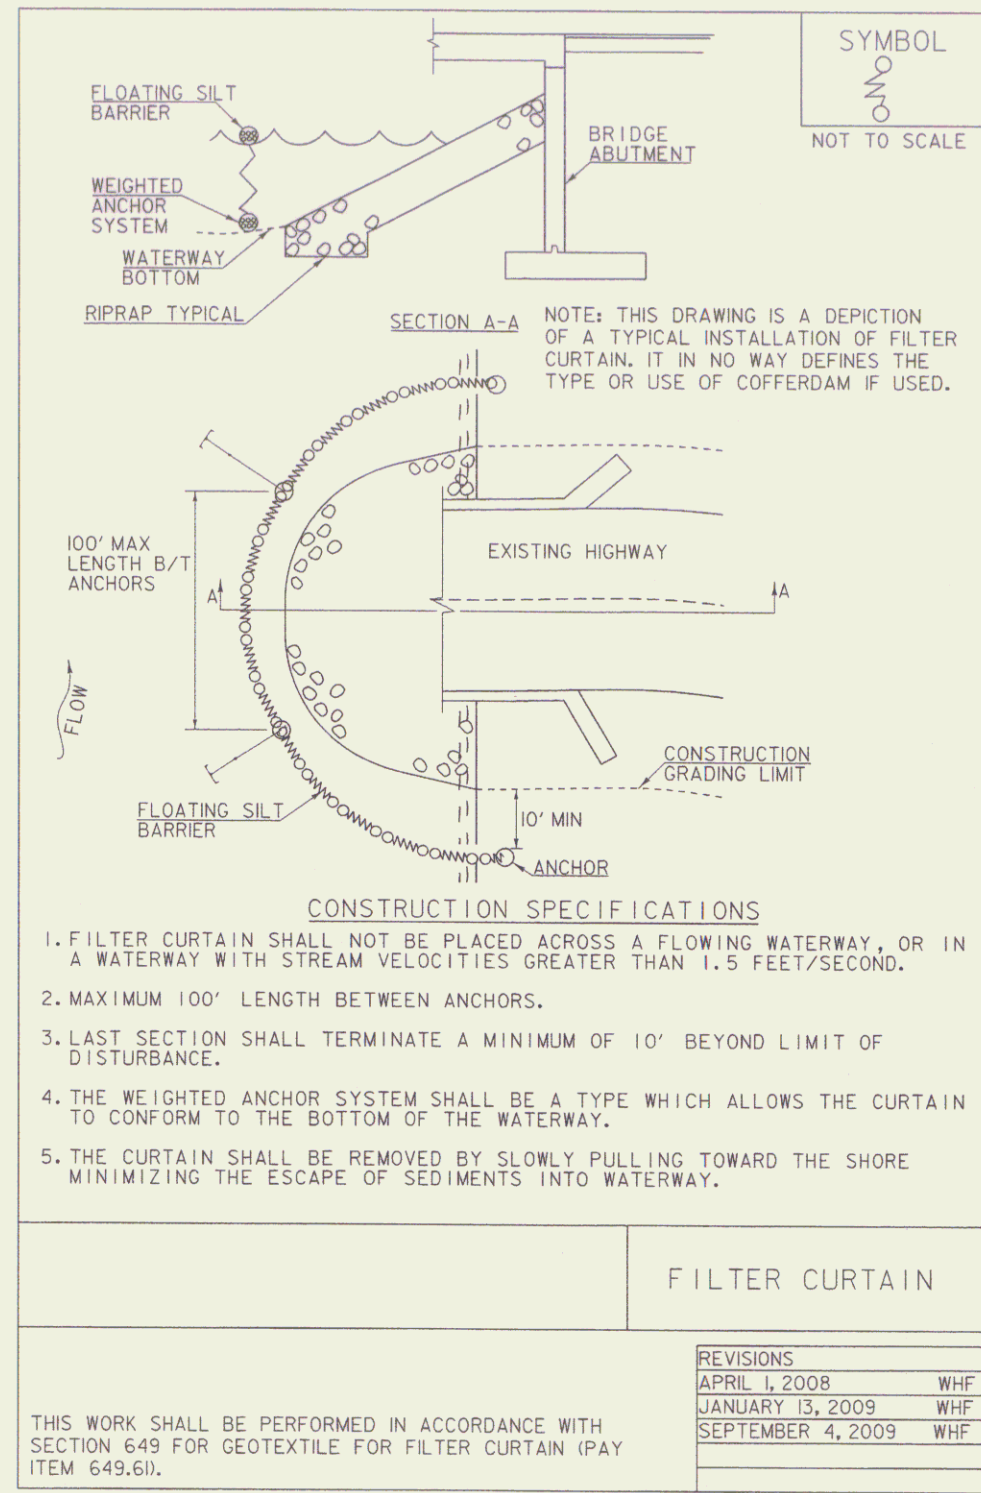 SYMBOL
NOT TO SCALE
FLOATING SILT
BARRIER
BRIDGE
ABUTMENT
WEIGHTED
ANCHOR
SYSTEM
WATERWAY
BOTTOM
RIPRAP TYPICAL
SECTION A-A
NOTE: THIS DRAWING IS A DEPICTION
OF A TYPICAL INSTALLATION OF FILTER
CURTAIN. IT IN NO WAY DEFINES THE
TYPE OR USE OF COFFERDAM IF USED.
100' MAX
LENGTH B/T
ANCHORS
EXISTING HIGHWAY
A
A
FLOW
CONSTRUCTION
GRADING LIMIT
FLOATING SILT
BARRIER
10' MIN
ANCHOR
CONSTRUCTION SPECIFICATIONS
1. FILTER CURTAIN SHALL NOT BE PLACED ACROSS A FLOWING WATERWAY, OR IN
A WATERWAY WITH STREAM VELOCITIES GREATER THAN 1.5 FEET/SECOND.
2. MAXIMUM 100' LENGTH BETWEEN ANCHORS.
3. LAST SECTION SHALL TERMINATE A MINIMUM OF 10' BEYOND LIMIT OF
DISTURBANCE.
4. THE WEIGHTED ANCHOR SYSTEM SHALL BE A TYPE WHICH ALLOWS THE CURTAIN
TO CONFORM TO THE BOTTOM OF THE WATERWAY.
5. THE CURTAIN SHALL BE REMOVED BY SLOWLY PULLING TOWARD THE SHORE
MINIMIZING THE ESCAPE OF SEDIMENTS INTO WATERWAY.
FILTER CURTAIN
THIS WORK SHALL BE PERFORMED IN ACCORDANCE WITH
SECTION 649 FOR GEOTEXTILE FOR FILTER CURTAIN (PAY
ITEM 649.61).
REVISIONS
APRIL 1, 2008 WHF
JANUARY 13, 2009 WHF
SEPTEMBER 4, 2009 WHF